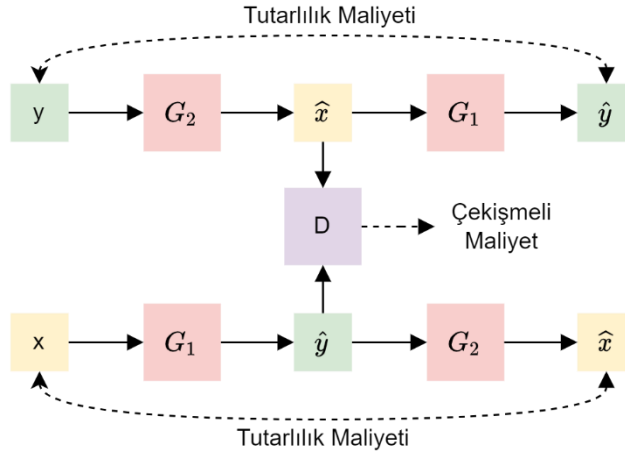 Tutarlılık Maliyeti
y G₂ x̂ G₁ ŷ
D
Çekişmeli
Maliyet
x G₁ ŷ G₂ x̂
Tutarlılık Maliyeti